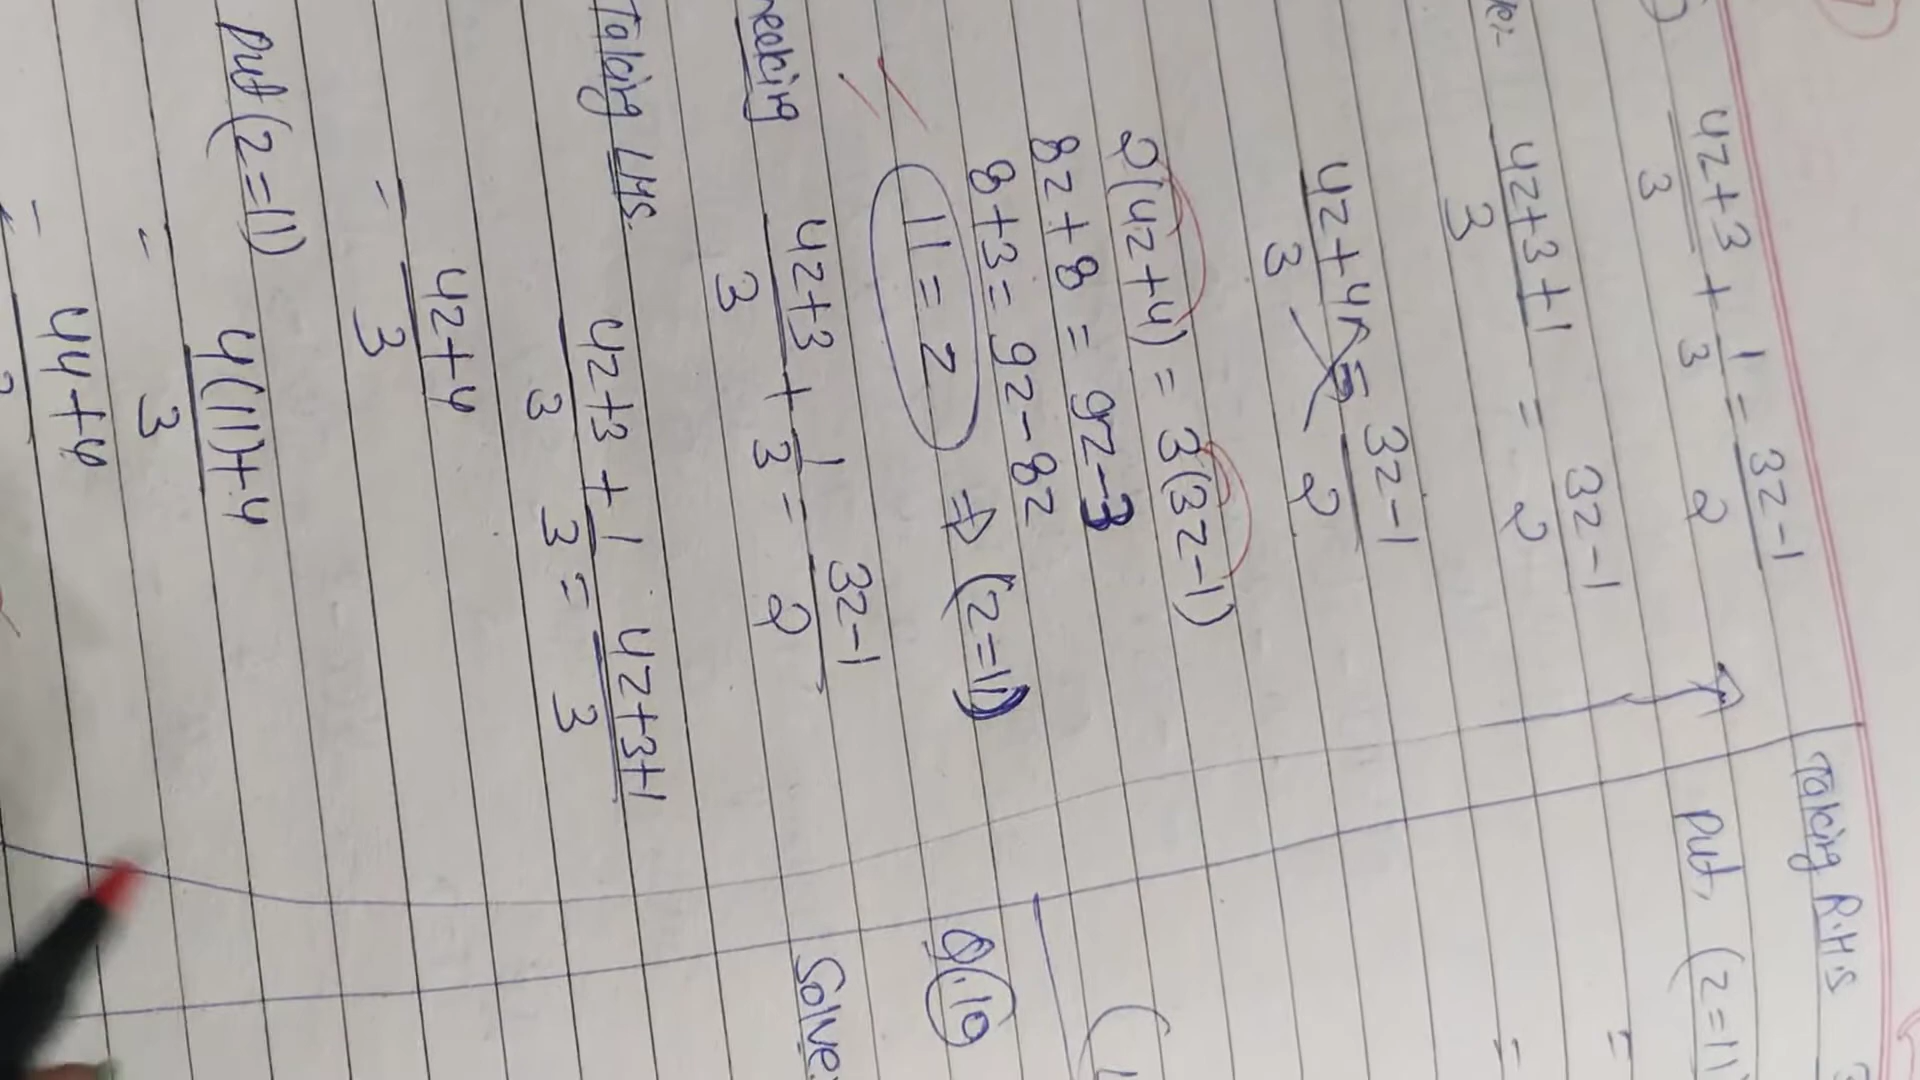 4z+3/3 + 1/3 = 3z-1/2
4z+3+1/3 = 3z-1/2
4z+4/3 = 3z-1/2
2(4z+4) = 3(3z-1)
8z+8 = 9z-3
8+3 = 9z-8z
11 = z ⇒ (z=11)
4z+3/3 + 1/3 = 3z-1/2
Taking LHS. 4z+3/3 + 1/3 = 4z+3+1/3
= 4z+4/3
Put (z=11)
= 4(11)+4/3
= 44+4
Taking R.H.S
Put, (z=11)
=
=
Q.10
Solve: